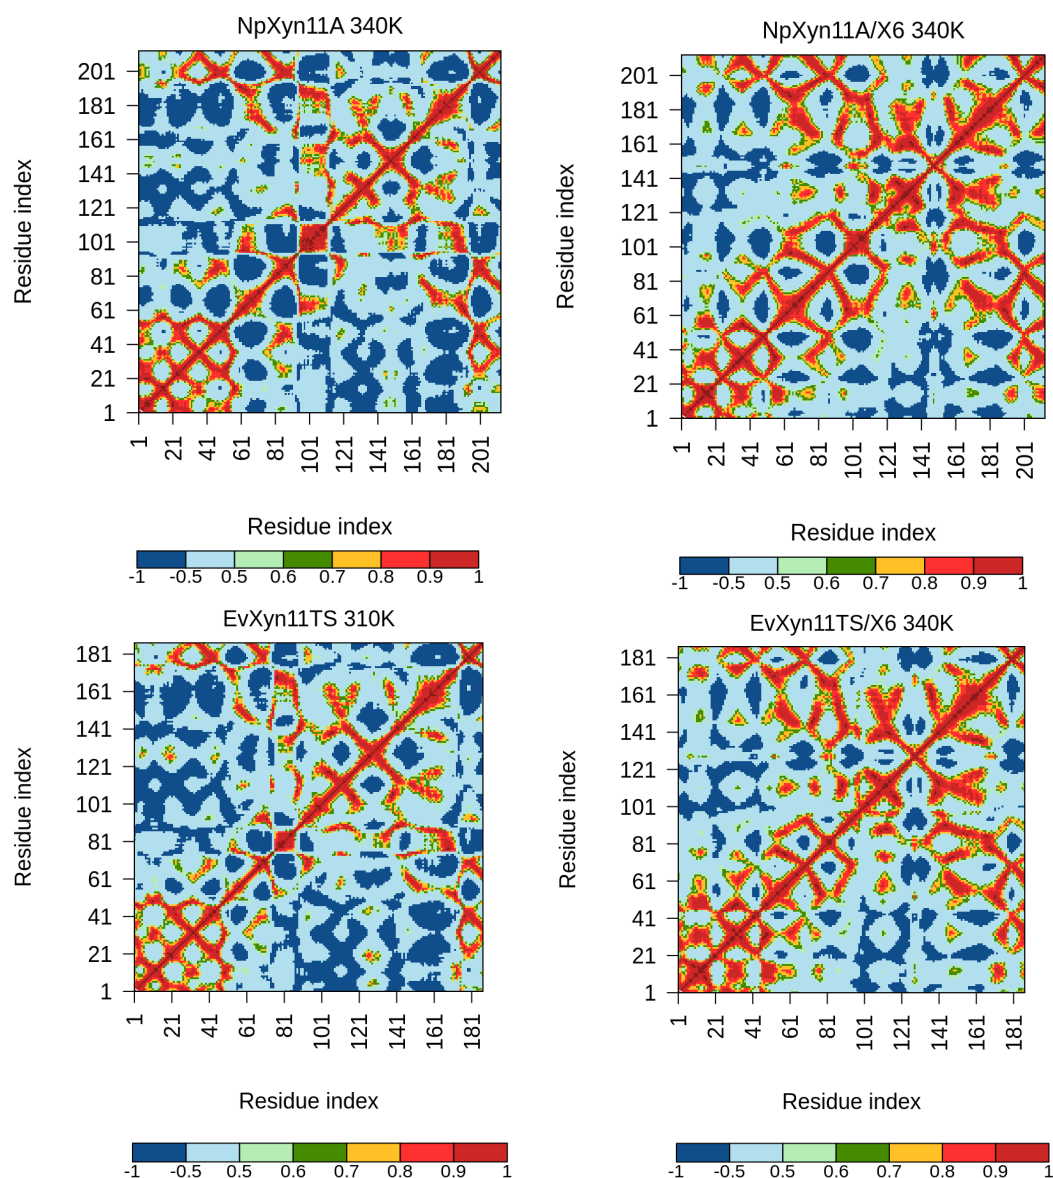 NpXyn11A 340K
Residue index
201
181
161
141
121
101
81
61
41
21
1
1 21 41 61 81 101 121 141 161 181 201
Residue index
-1 -0.5 0.5 0.6 0.7 0.8 0.9 1
NpXyn11A/X6 340K
Residue index
201
181
161
141
121
101
81
61
41
21
1
1 21 41 61 81 101 121 141 161 181 201
Residue index
-1 -0.5 0.5 0.6 0.7 0.8 0.9 1
EvXyn11TS 310K
Residue index
181
161
141
121
101
81
61
41
21
1
1 21 41 61 81 101 121 141 161 181
Residue index
-1 -0.5 0.5 0.6 0.7 0.8 0.9 1
EvXyn11TS/X6 340K
Residue index
181
161
141
121
101
81
61
41
21
1
1 21 41 61 81 101 121 141 161 181
Residue index
-1 -0.5 0.5 0.6 0.7 0.8 0.9 1